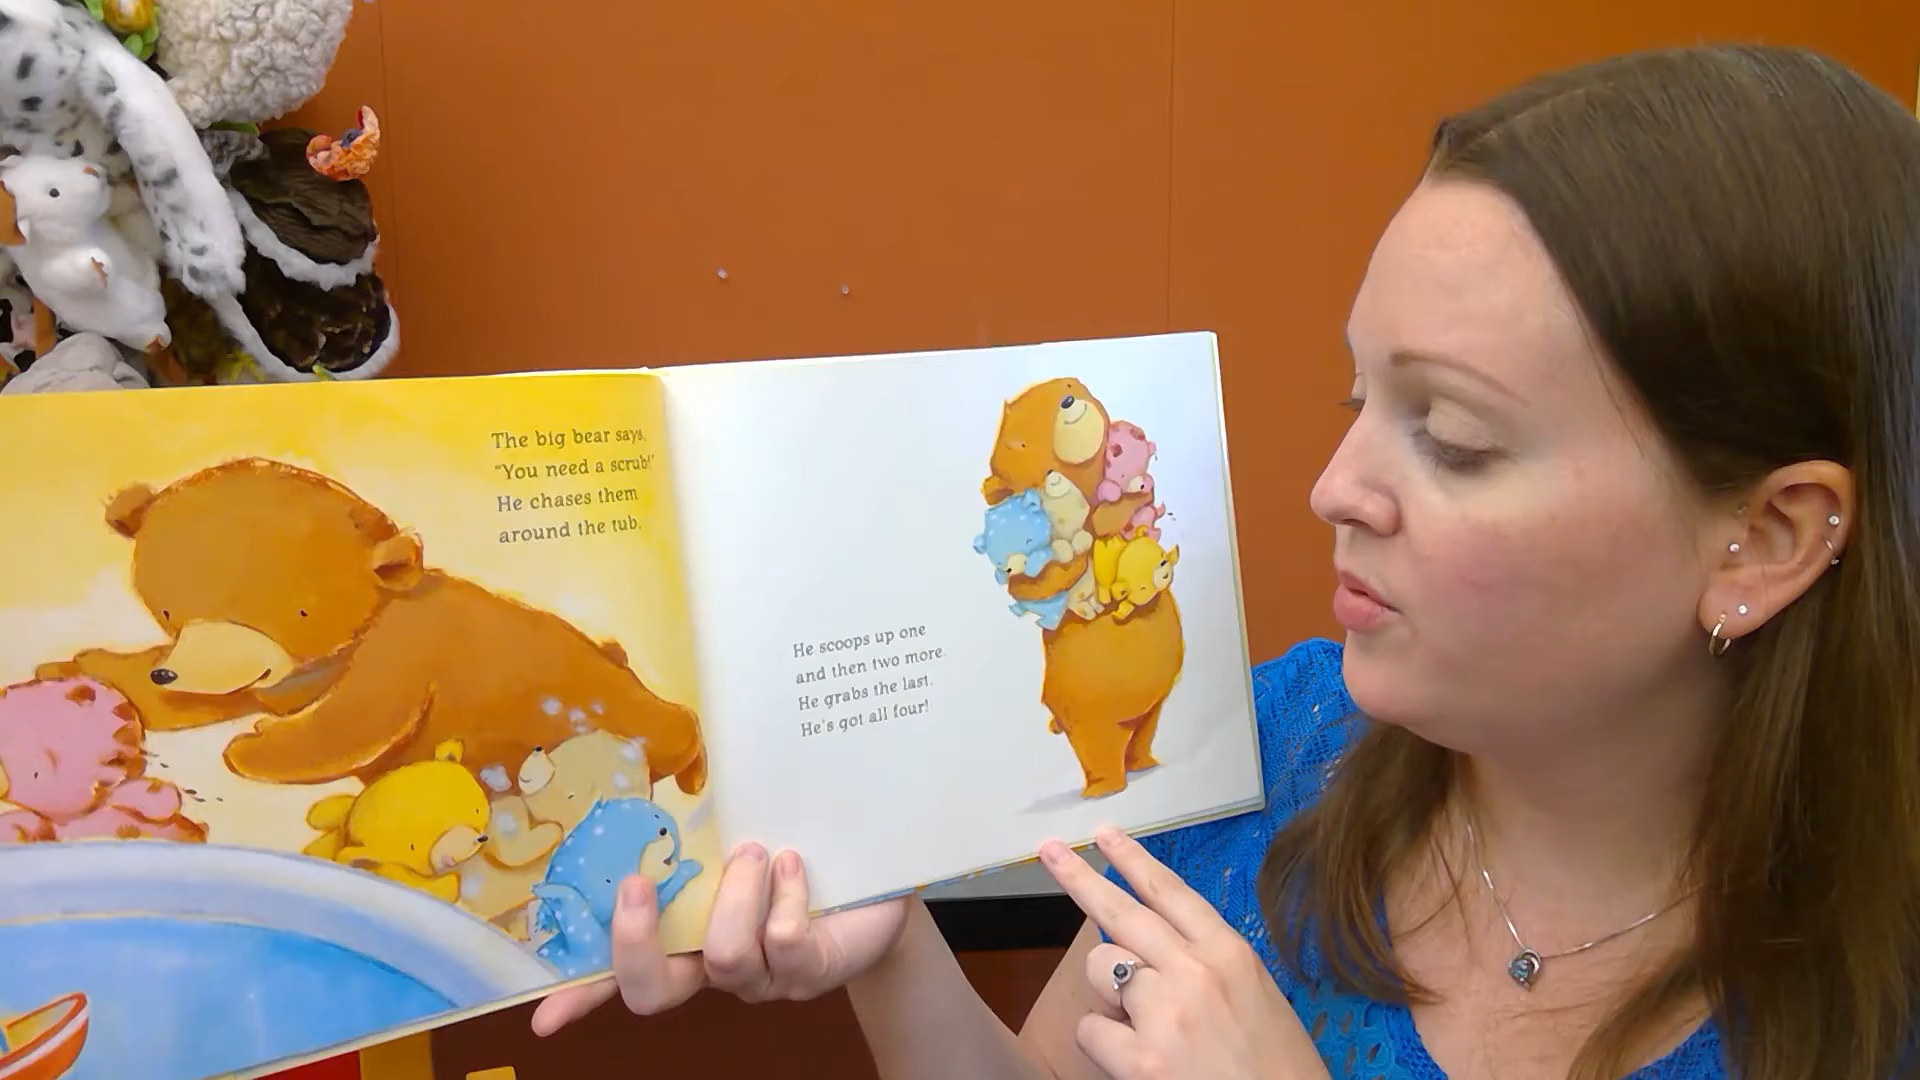 The big bear says,
"You need a scrub!"
He chases them
around the tub.
He scoops up one
and then two more.
He grabs the last.
He's got all four!